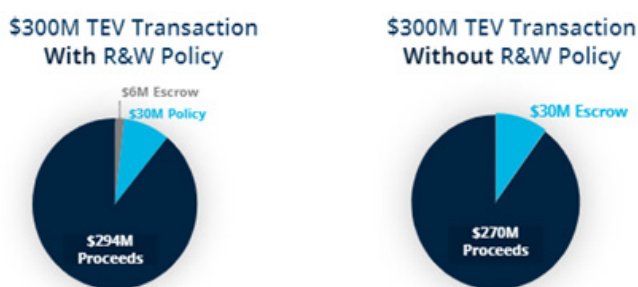 $300M TEV Transaction
With R&W Policy
$6M Escrow
$30M Policy
$294M
Proceeds
$300M TEV Transaction
Without R&W Policy
$30M Escrow
$270M
Proceeds